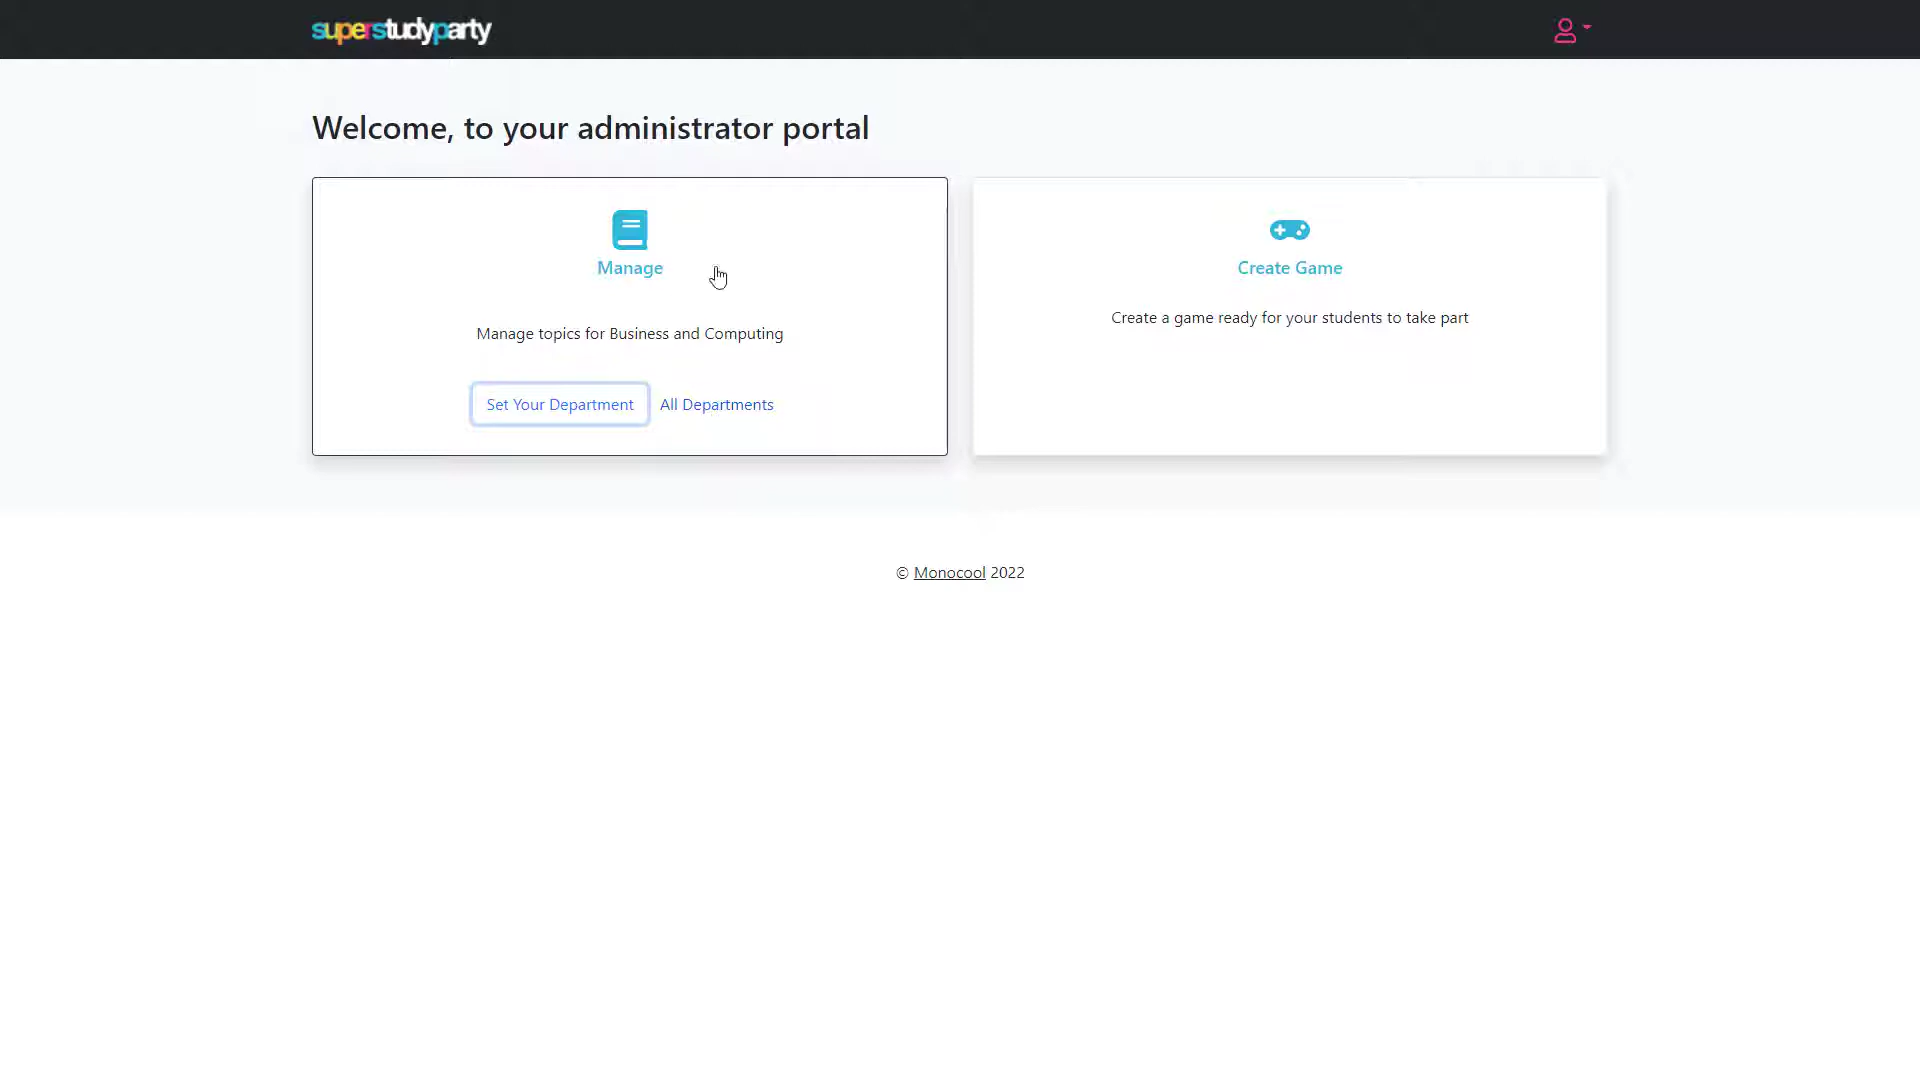 superstudyparty
Welcome, to your administrator portal
Manage
Manage topics for Business and Computing
Set Your Department
All Departments
Create Game
Create a game ready for your students to take part
© Monocool 2022